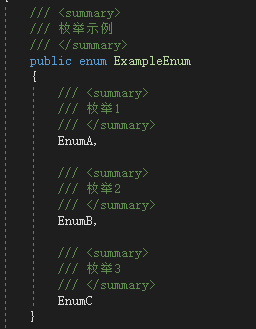 /// <summary>
/// 枚举示例
/// </summary>
public enum ExampleEnum
{
/// <summary>
/// 枚举1
/// </summary>
EnumA,
/// <summary>
/// 枚举2
/// </summary>
EnumB,
/// <summary>
/// 枚举3
/// </summary>
EnumC
}